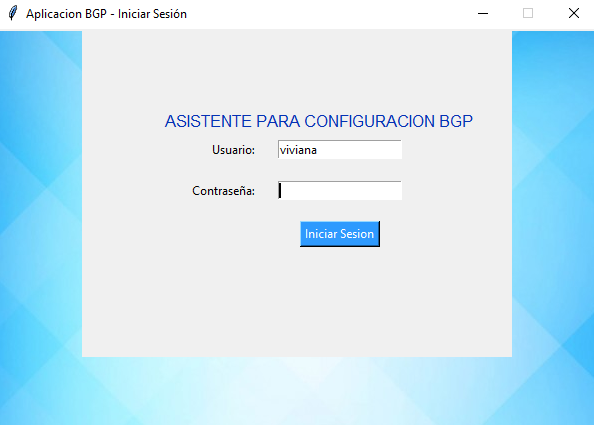 Aplicacion BGP - Iniciar Sesión
ASISTENTE PARA CONFIGURACION BGP
Usuario: viviana
Contraseña:
Iniciar Sesion